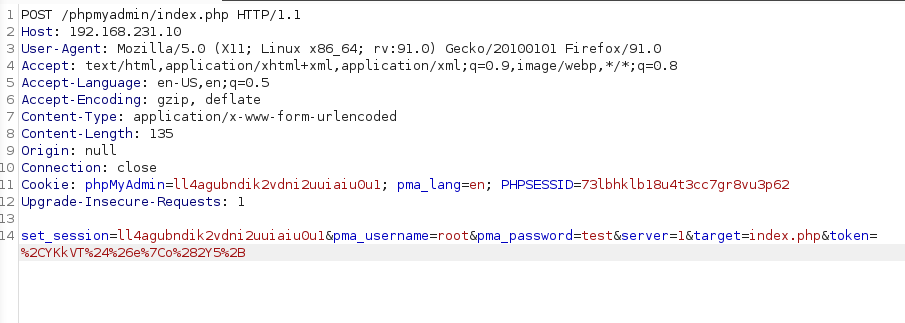 1 POST /phpmyadmin/index.php HTTP/1.1
2 Host: 192.168.231.10
3 User-Agent: Mozilla/5.0 (X11; Linux x86_64; rv:91.0) Gecko/20100101 Firefox/91.0
4 Accept: text/html,application/xhtml+xml,application/xml;q=0.9,image/webp,*/*;q=0.8
5 Accept-Language: en-US,en;q=0.5
6 Accept-Encoding: gzip, deflate
7 Content-Type: application/x-www-form-urlencoded
8 Content-Length: 135
9 Origin: null
10 Connection: close
11 Cookie: phpMyAdmin=ll4agubndik2vdni2uuiaiu0u1; pma_lang=en; PHPSESSID=73lbhklb18u4t3cc7gr8vu3p62
12 Upgrade-Insecure-Requests: 1
13
14 set_session=ll4agubndik2vdni2uuiaiu0u1&pma_username=root&pma_password=test&server=1&target=index.php&token=
%2CYKkVT%24%26e%7Co%282Y5%2B